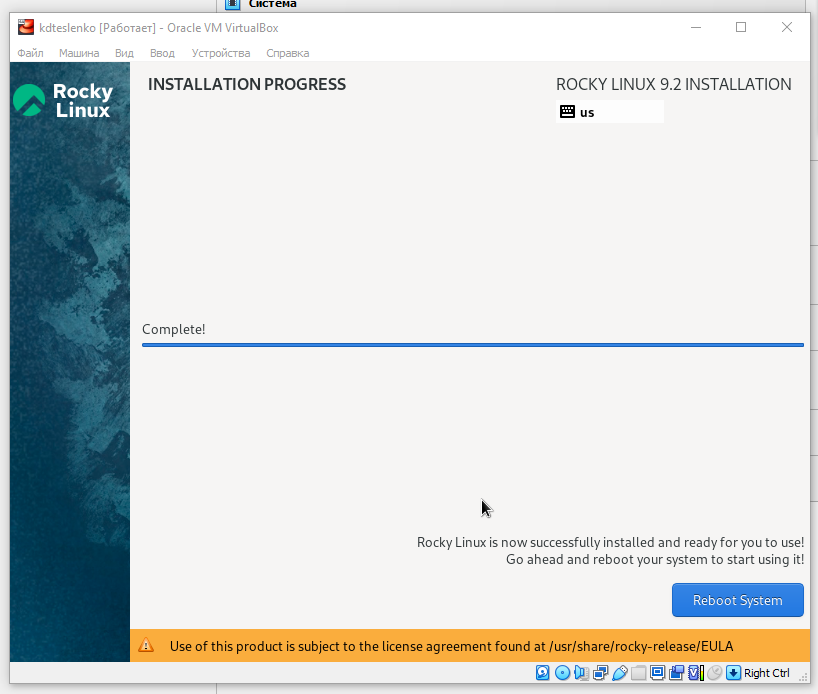 Система
kdteslenko [Работает] - Oracle VM VirtualBox
Файл Машина Вид Ввод Устройства Справка
Rocky
Linux
INSTALLATION PROGRESS
ROCKY LINUX 9.2 INSTALLATION
us
Complete!
Rocky Linux is now successfully installed and ready for you to use!
Go ahead and reboot your system to start using it!
Reboot System
Use of this product is subject to the license agreement found at /usr/share/rocky-release/EULA
Right Ctrl